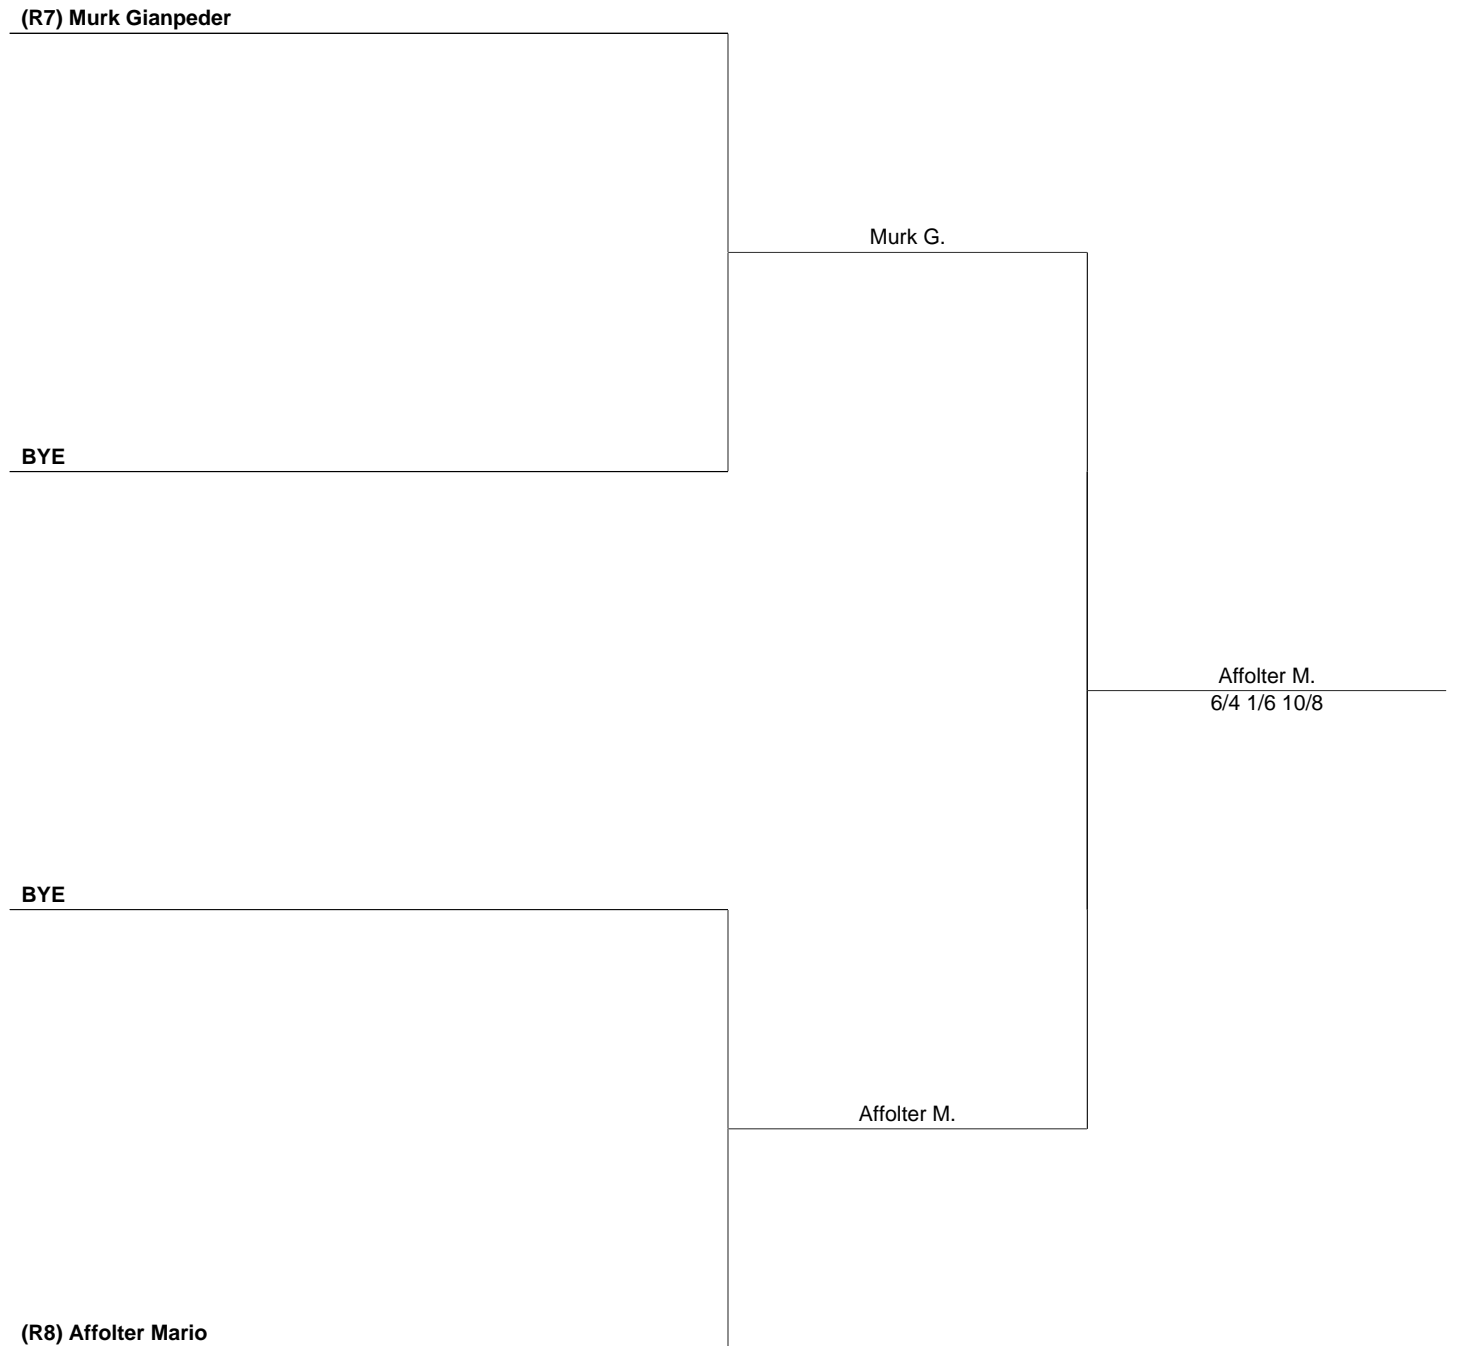 (R7) Murk Gianpeder
Murk G.
BYE
Affolter M.
6/4 1/6 10/8
BYE
Affolter M.
(R8) Affolter Mario